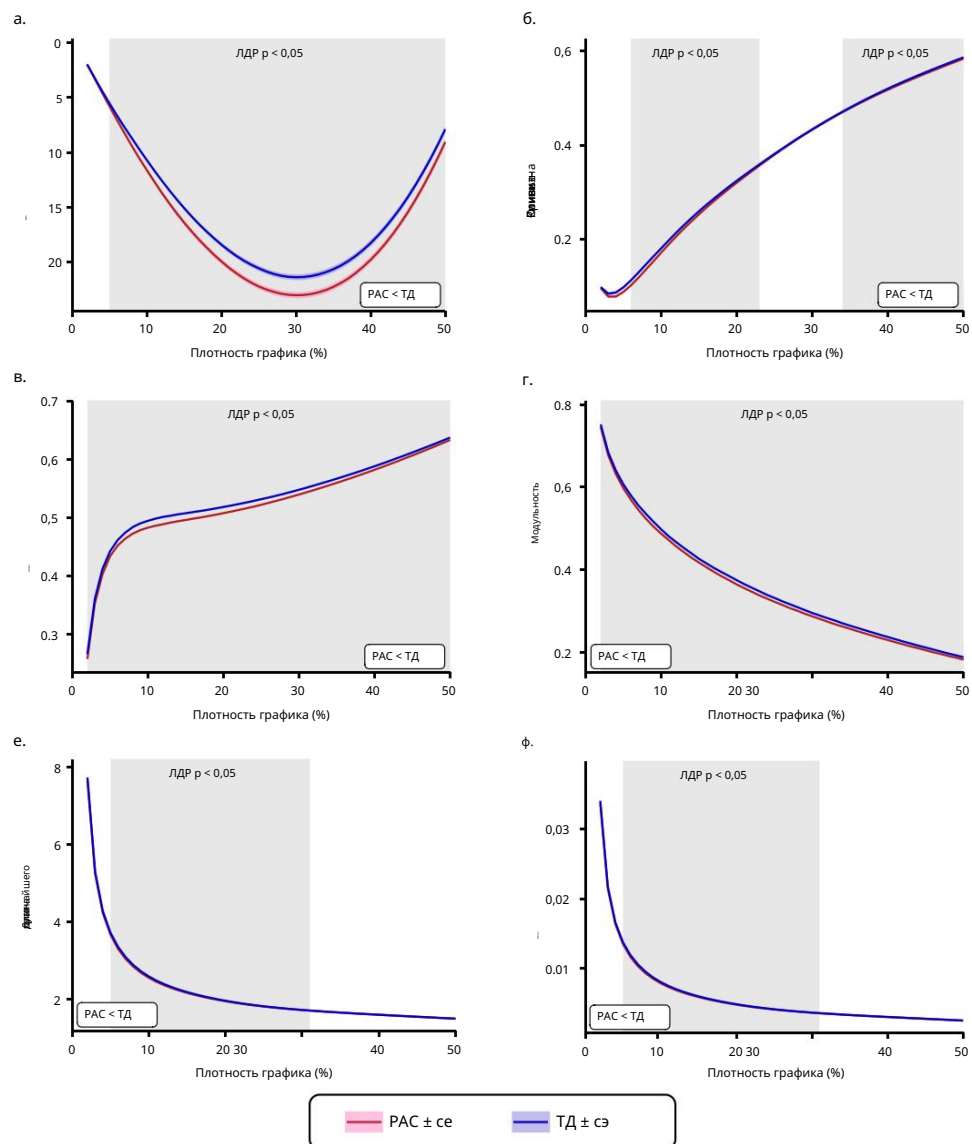 а.
ЛДР p < 0,05
0
5
10
15
20
РАС < ТД
0 10 20 30 40 50
Плотность графика (%)
б.
ЛДР p < 0,05
ЛДР p < 0,05
0,6
0.4
0.2
РАС < ТД
0 10 20 30 40 50
Плотность графика (%)
в.
ЛДР p < 0,05
0.7
0,6
0,5
0.4
0.3
РАС < ТД
0 10 20 30 40 50
Плотность графика (%)
г.
ЛДР p < 0,05
0.8
0,6
0.4
0.2
Модульность
РАС < ТД
0 10 20 30 40 50
Плотность графика (%)
е.
ЛДР p < 0,05
8
6
4
2
РАС < ТД
0 10 20 30 40 50
Плотность графика (%)
ф.
ЛДР p < 0,05
0,03
0,02
0.01
РАС < ТД
0 10 20 30 40 50
Плотность графика (%)
РАС ± се
ТД ± сэ